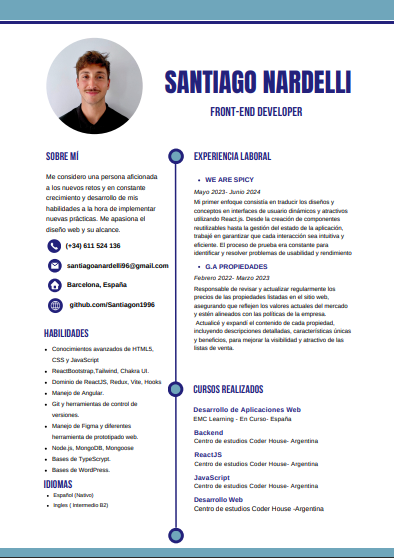 SANTIAGO NARDELLI
FRONT-END DEVELOPER
SOBRE MÍ
Me considero una persona aficionada
a los nuevos retos y en constante
crecimiento y desarrollo de mis
habilidades a la hora de implementar
nuevas prácticas. Me apasiona el
diseño web y su alcance.
(+34) 611 524 136
santiagoanardelli96@gmail.com
Barcelona, España
github.com/Santiagon1996
HABILIDADES
Conocimientos avanzados de HTML5,
CSS y JavaScript
ReactBootstrap,Tailwind, Chakra UI.
Dominio de ReactJS, Redux, Vite, Hooks
Manejo de Angular.
Git y herramientas de control de
versiones.
Manejo de Figma y diferentes
herramienta de prototipado web.
Node.js, MongoDB, Mongoose
Bases de TypeScrypt.
Bases de WordPress.
IDIOMAS
Español (Nativo)
Ingles ( Intermedio B2)
EXPERIENCIA LABORAL
WE ARE SPICY
Mayo 2023- Junio 2024
Mi primer enfoque consistía en traducir los diseños y
conceptos en interfaces de usuario dinámicos y atractivos
utilizando React.js. Desde la creación de componentes
reutilizables hasta la gestión del estado de la aplicación,
trabajé en garantizar que cada interacción sea intuitiva y
eficiente. El proceso de prueba era constante para
identificar y resolver problemas de usabilidad y rendimiento
G.A PROPIEDADES
Febrero 2022- Marzo 2023
Responsable de revisar y actualizar regularmente los
precios de las propiedades listadas en el sitio web,
asegurando que reflejen los valores actuales del mercado
y estén alineados con las políticas de la empresa.
Actualicé y expandí el contenido de cada propiedad,
incluyendo descripciones detalladas, características únicas
y beneficios, para mejorar la visibilidad y atractivo de las
listas de venta.
CURSOS REALIZADOS
Desarrollo de Aplicaciones Web
EMC Learning - En Curso- España
Backend
Centro de estudios Coder House- Argentina
ReactJS
Centro de estudios Coder House- Argentina
JavaScript
Centro de estudios Coder House- Argentina
Desarrollo Web
Centro de estudios Coder House -Argentina